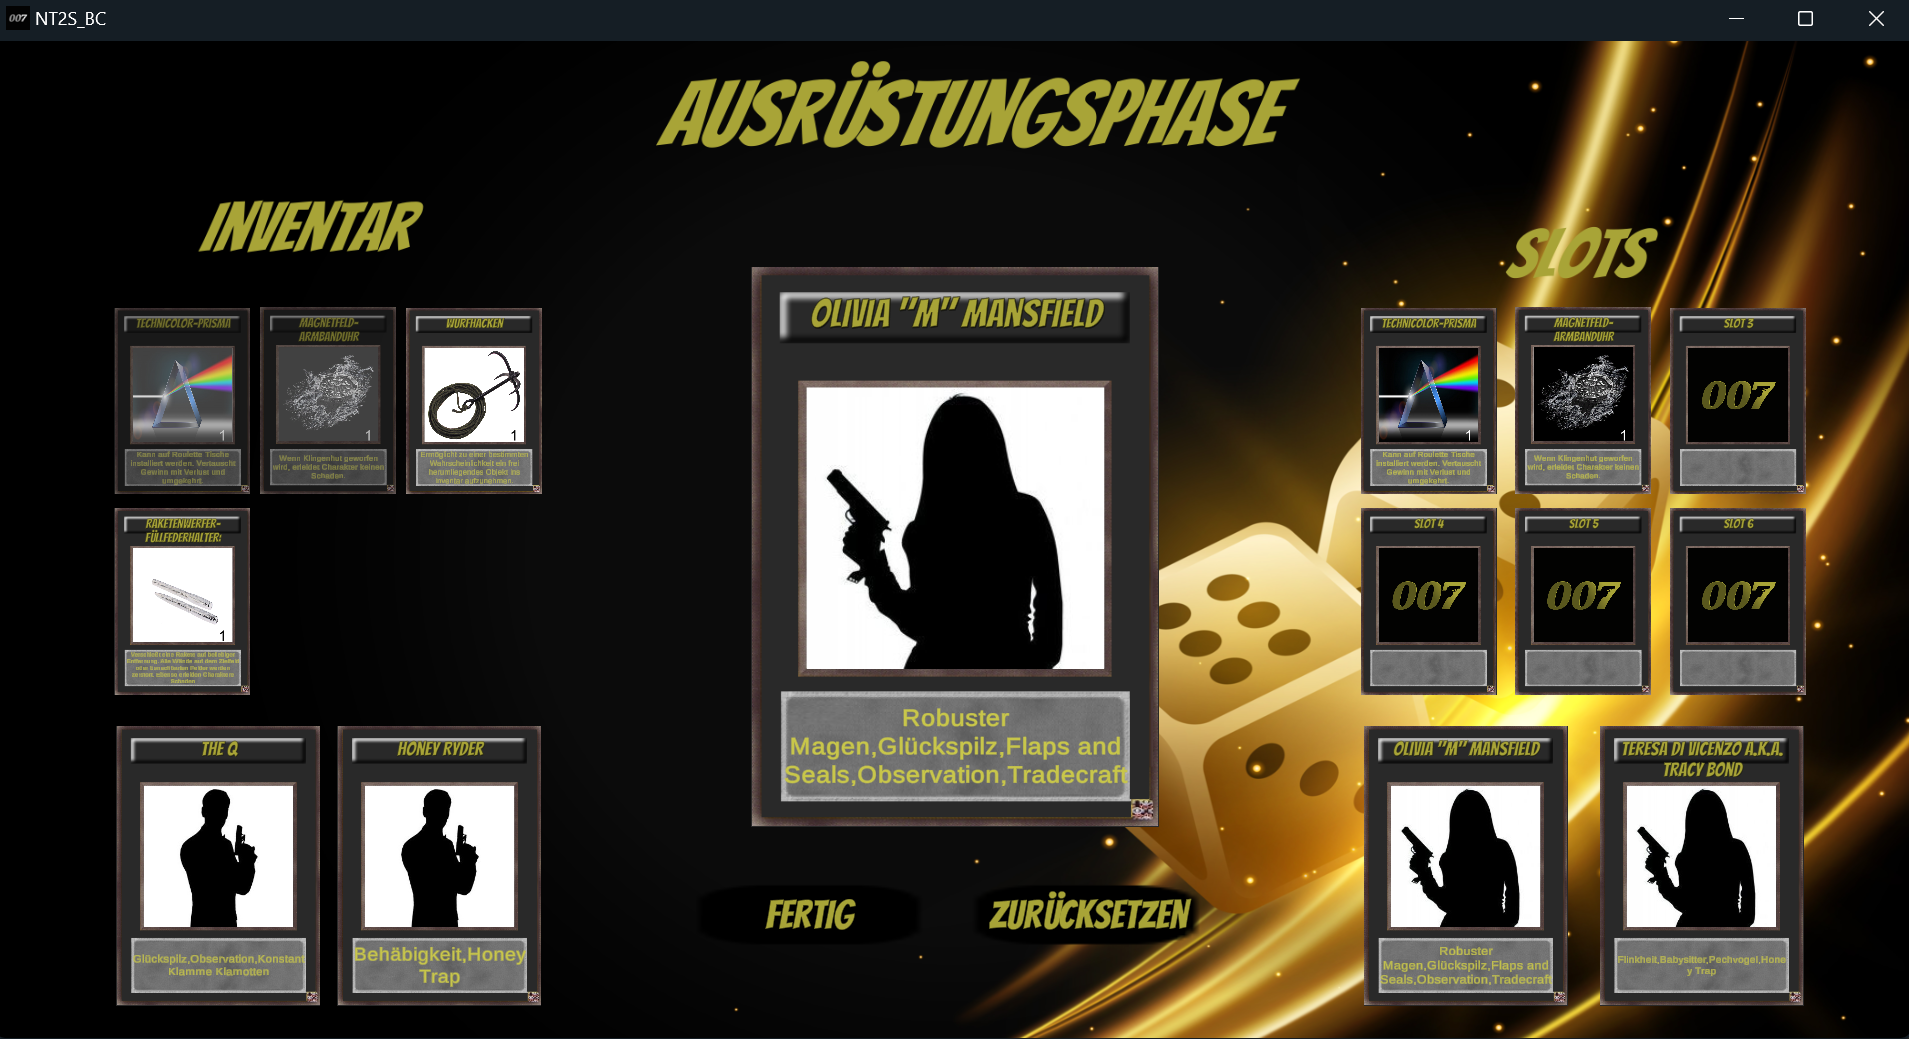 007 NT2S_BC
AUSRÜSTUNGSPHASE
INVENTAR
SLOTS
TECHNICOLOR-PRISMA
1
Kann auf Roulette Tische
installiert werden. Vertauscht
Gewinn mit Verlust und
umgekehrt.
MAGNETFELD-
ARMBANDUHR
1
Wenn Klingenhut geworfen
wird, erleidet Charakter keinen
Schaden.
WURFHACKEN
1
Ermöglicht zu einer bestimmten
Wahrscheinlichkeit ein frei
herumliegendes Objekt ins
Inventar aufzunehmen.
RAKETENWERFER-
FÜLLFEDERHALTER:
1
THE Q
Glückspilz,Observation,Konstant
Klamme Klamotten
HONEY RYDER
Behäbigkeit,Honey
Trap
OLIVIA "M" MANSFIELD
Robuster
Magen,Glückspilz,Flaps and
Seals,Observation,Tradecraft
FERTIG
ZURÜCKSETZEN
TECHNICOLOR-PRISMA
1
Kann auf Roulette Tische
installiert werden. Vertauscht
Gewinn mit Verlust und
umgekehrt.
MAGNETFELD-
ARMBANDUHR
1
Wenn Klingenhut geworfen
wird, erleidet Charakter keinen
Schaden.
SLOT 3
007
SLOT 4
007
SLOT 5
007
SLOT 6
007
OLIVIA "M" MANSFIELD
Robuster
Magen,Glückspilz,Flaps and
Seals,Observation,Tradecraft
TERESA DI VICENZO A.K.A.
TRACY BOND
Flinkheit,Babysitter,Pechvogel,Hone
y Trap